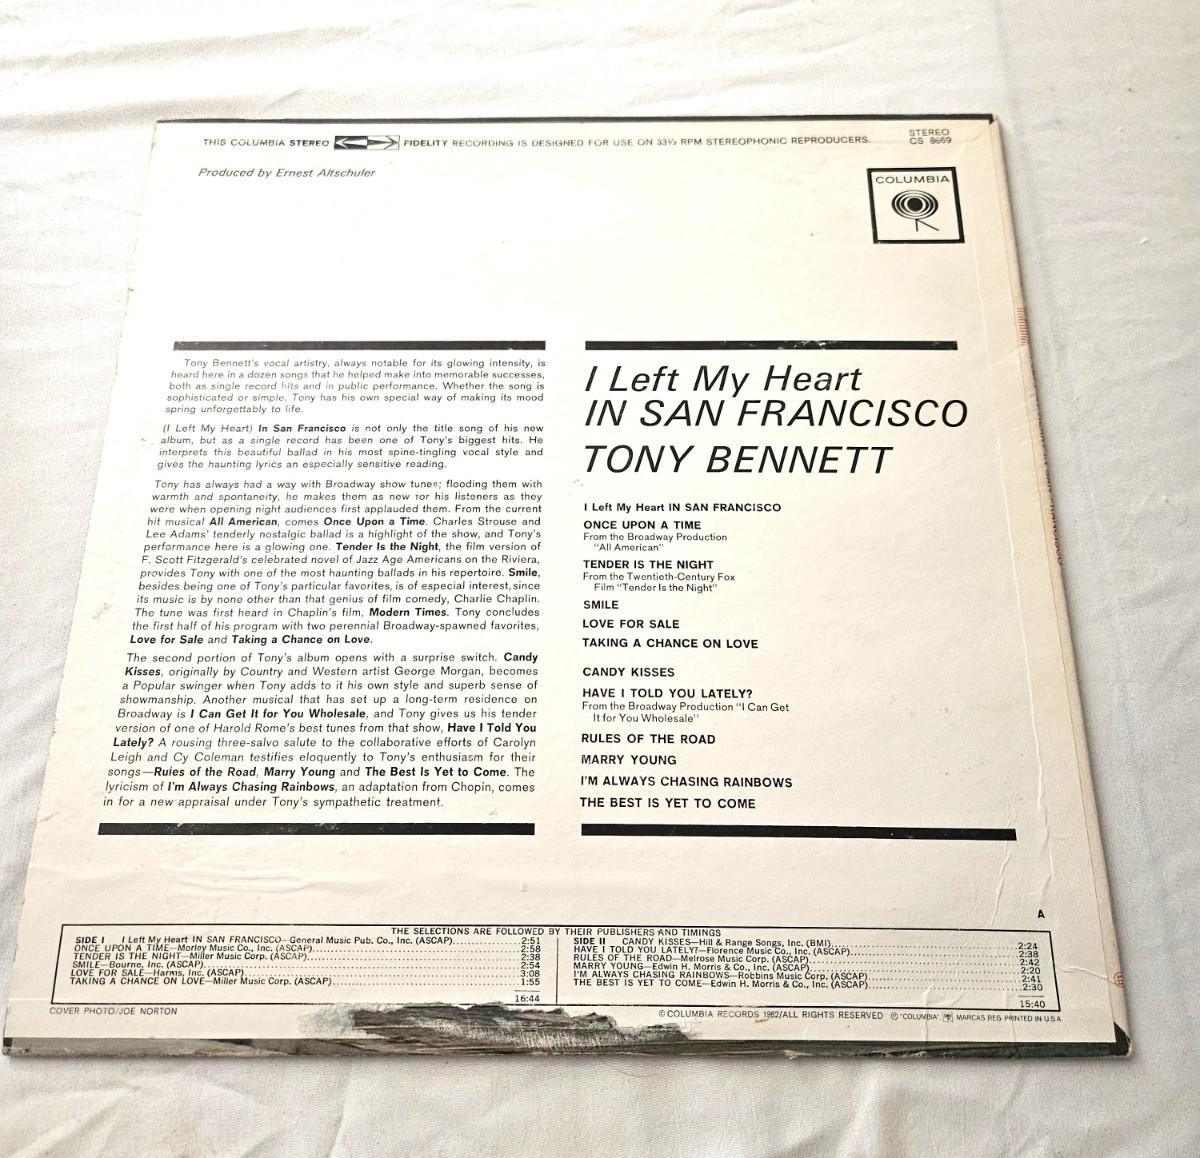 THIS COLUMBIA STEREO FIDELITY RECORDING IS DESIGNED FOR USE ON 33⅓ RPM STEREOPHONIC REPRODUCERS.
STEREO
CS 8669
Produced by Ernest Altschuler
COLUMBIA
Tony Bennett's vocal artistry, always notable for its glowing intensity, is
heard here in a dozen songs that he helped make into memorable successes,
both as single record hits and in public performance. Whether the song is
sophisticated or simple, Tony has his own special way of making its mood
spring unforgettably to life.
(I Left My Heart) In San Francisco is not only the title song of his new
album, but as a single record has been one of Tony's biggest hits. He
interprets this beautiful ballad in his most spine-tingling vocal style and
gives the haunting lyric an especially sensitive reading.
Tony has always had a way with Broadway show tunes; flooding them with
warmth and spontaneity, he makes them as new for his listeners as they
were when opening night audiences first applauded them. From the current
hit musical All American, comes Once Upon a Time. Charles Strouse and
Lee Adams' tenderly nostalgic ballad is a highlight of the show, and Tony's
performance here is a glowing one. Tender Is the Night, the film version of
F. Scott Fitzgerald's celebrated novel of Jazz Age Americans on the Riviera,
provides Tony with one of the most haunting ballads in his repertoire. Smile,
besides being one of Tony's particular favorites, is of especial interest, since
its music is by none other than that genius of film comedy, Charlie Chaplin.
The tune was first heard in Chaplin's film, Modern Times. Tony concludes
the first half of his program with two perennial Broadway-spawned favorites,
Love for Sale and Taking a Chance on Love.
The second portion of Tony's album opens with a surprise switch. Candy
Kisses, originally by Country and Western artist George Morgan, becomes
a Popular swinger when Tony adds to it his own style and superb sense of
showmanship. Another musical that has set up a long-term residence on
Broadway is I Can Get It for You Wholesale, and Tony gives us his tender
version of one of Harold Rome's best tunes from that show, Have I Told You
Lately? A rousing three-salvo salute to the collaborative efforts of Carolyn
Leigh and Cy Coleman testifies eloquently to Tony's enthusiasm for their
songs—Rules of the Road, Marry Young and The Best Is Yet to Come. The
lyricism of I'm Always Chasing Rainbows, an adaptation from Chopin, comes
in for a new appraisal under Tony's sympathetic treatment.
I Left My Heart
IN SAN FRANCISCO
TONY BENNETT
I Left My Heart IN SAN FRANCISCO
ONCE UPON A TIME
From the Broadway Production
"All American"
TENDER IS THE NIGHT
From the Twentieth-Century Fox
Film "Tender Is the Night"
SMILE
LOVE FOR SALE
TAKING A CHANCE ON LOVE
CANDY KISSES
HAVE I TOLD YOU LATELY?
From the Broadway Production "I Can Get
It for You Wholesale"
RULES OF THE ROAD
MARRY YOUNG
I'M ALWAYS CHASING RAINBOWS
THE BEST IS YET TO COME
A
THE SELECTIONS ARE FOLLOWED BY THEIR PUBLISHERS AND TIMINGS
SIDE I I Left My Heart IN SAN FRANCISCO—General Music Pub. Co., Inc. (ASCAP) 2:51
ONCE UPON A TIME—Morley Music Co., Inc. (ASCAP) 2:58
TENDER IS THE NIGHT—Miller Music Corp. (ASCAP) 2:38
SMILE—Bourne, Inc. (ASCAP) 2:54
LOVE FOR SALE—Harms, Inc. (ASCAP) 3:08
TAKING A CHANCE ON LOVE—Miller Music Corp. (ASCAP) 1:55
16:44
SIDE II CANDY KISSES—Hill & Range Songs, Inc. (BMI) 2:24
HAVE I TOLD YOU LATELY?—Florence Music Co., Inc. (ASCAP) 2:38
RULES OF THE ROAD—Melrose Music Corp. (ASCAP) 2:42
MARRY YOUNG—Edwin H. Morris & Co., Inc. (ASCAP) 2:20
I'M ALWAYS CHASING RAINBOWS—Robbins Music Corp. (ASCAP) 2:41
THE BEST IS YET TO COME—Edwin H. Morris & Co., Inc. (ASCAP) 2:30
15:40
COVER PHOTO/JOE NORTON
© COLUMBIA RECORDS 1962/ALL RIGHTS RESERVED ® "COLUMBIA", MARCAS REG. PRINTED IN U.S.A.